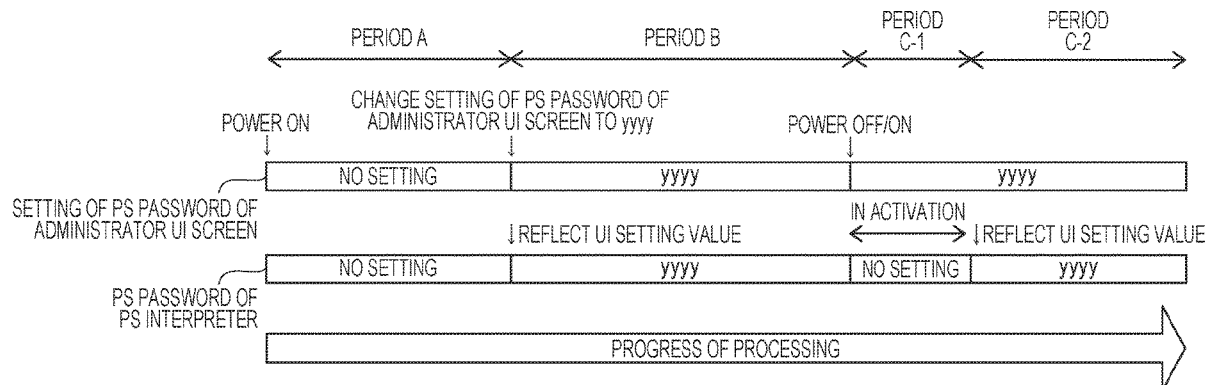 PERIOD A
PERIOD B
PERIOD
C-1
PERIOD
C-2
POWER ON
CHANGE SETTING OF PS PASSWORD OF
ADMINISTRATOR UI SCREEN TO yyyy
POWER OFF/ON
NO SETTING
yyyy
yyyy
SETTING OF PS PASSWORD OF
ADMINISTRATOR UI SCREEN
IN ACTIVATION
REFLECT UI SETTING VALUE
REFLECT UI SETTING VALUE
NO SETTING
yyyy
NO SETTING
yyyy
PS PASSWORD OF
PS INTERPRETER
PROGRESS OF PROCESSING